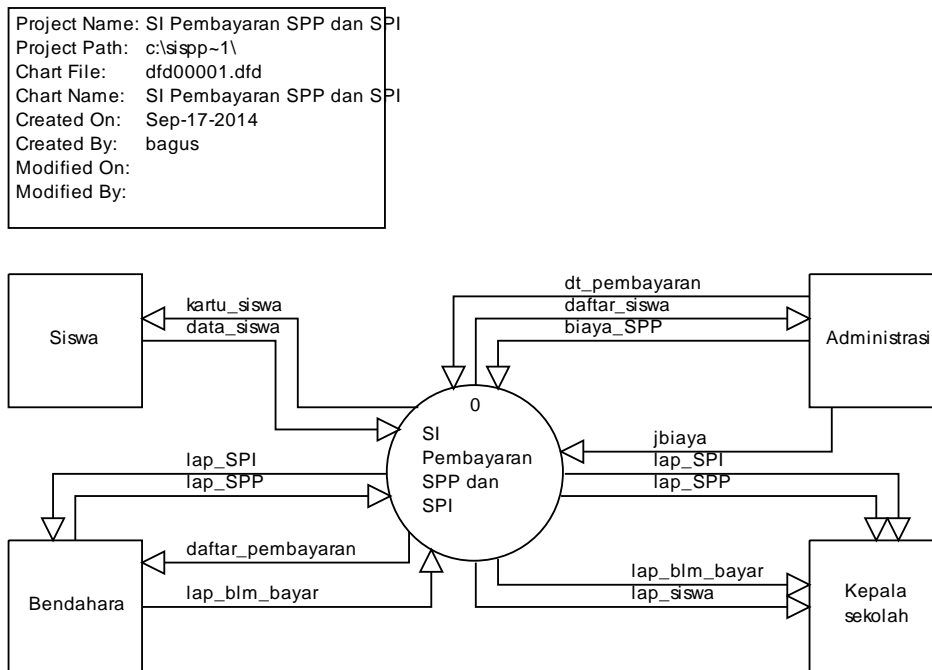 Project Name: SI Pembayaran SPP dan SPI
Project Path: c:\sispp~1\
Chart File: dfd00001.dfd
Chart Name: SI Pembayaran SPP dan SPI
Created On: Sep-17-2014
Created By: bagus
Modified On:
Modified By:
Siswa
kartu_siswa
data_siswa
dt_pembayaran
daftar_siswa
biaya_SPP
Administrasi
0
SI
Pembayaran
SPP dan
SPI
jbiaya
lap_SPI
lap_SPP
lap_SPI
lap_SPP
Bendahara
daftar_pembayaran
lap_blm_bayar
lap_blm_bayar
lap_siswa
Kepala
sekolah